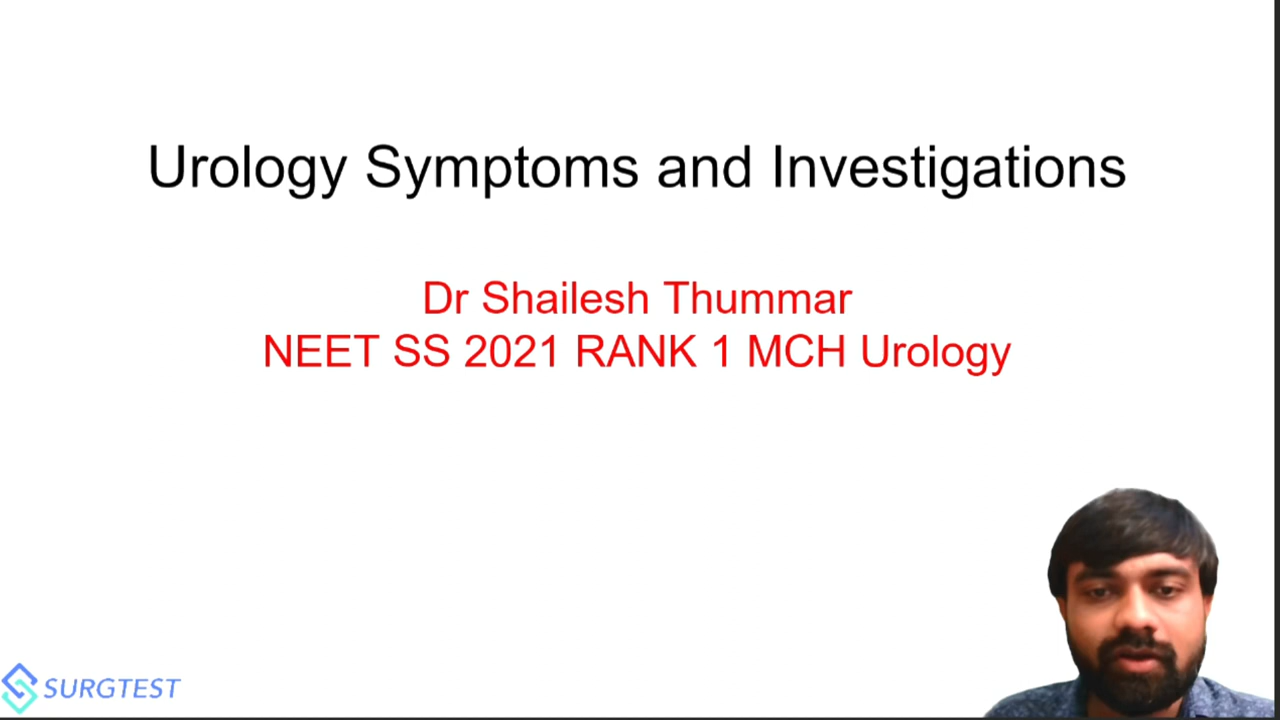 Urology Symptoms and Investigations
Dr Shailesh Thummar
NEET SS 2021 RANK 1 MCH Urology
SURGTEST